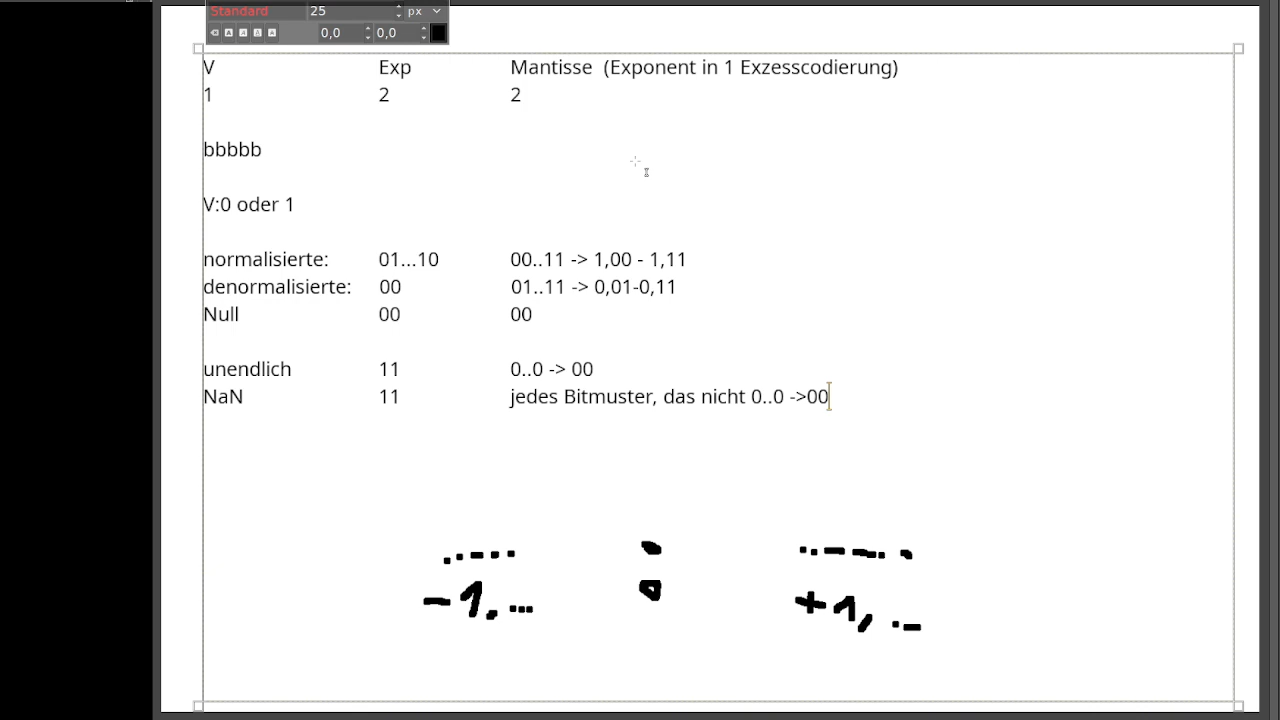 Standard 25 px
0,0 0,0
V Exp Mantisse (Exponent in 1 Exzesscodierung)
1 2 2
bbbbb
V:0 oder 1
normalisierte: 01...10 00..11 -> 1,00 - 1,11
denormalisierte: 00 01..11 -> 0,01-0,11
Null 00 00
unendlich 11 0..0 -> 00
NaN 11 jedes Bitmuster, das nicht 0..0 ->00
-1,... 0 +1,..